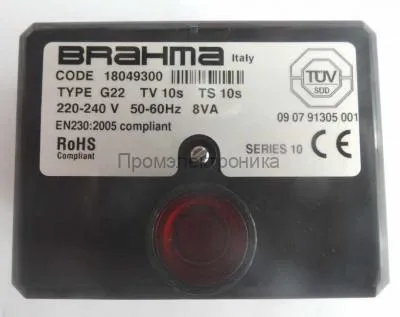 BRAHMA Italy
CODE 18049300
TYPE G22 TV 10s TS 10s
220-240 V 50-60Hz 8VA
EN230:2005 compliant
RoHS
Compliant
TÜV
SÜD
09 07 91305 001
SERIES 10 CE
Промэлектроника